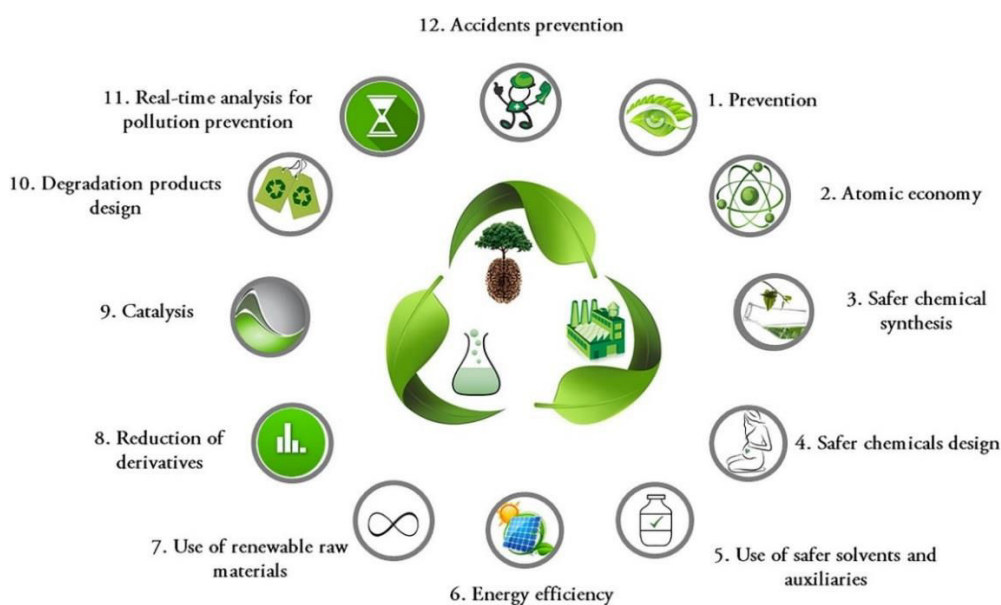 12. Accidents prevention
1. Prevention
2. Atomic economy
3. Safer chemical
synthesis
4. Safer chemicals design
5. Use of safer solvents and
auxiliaries
6. Energy efficiency
7. Use of renewable raw
materials
8. Reduction of
derivatives
9. Catalysis
10. Degradation products
design
11. Real-time analysis for
pollution prevention